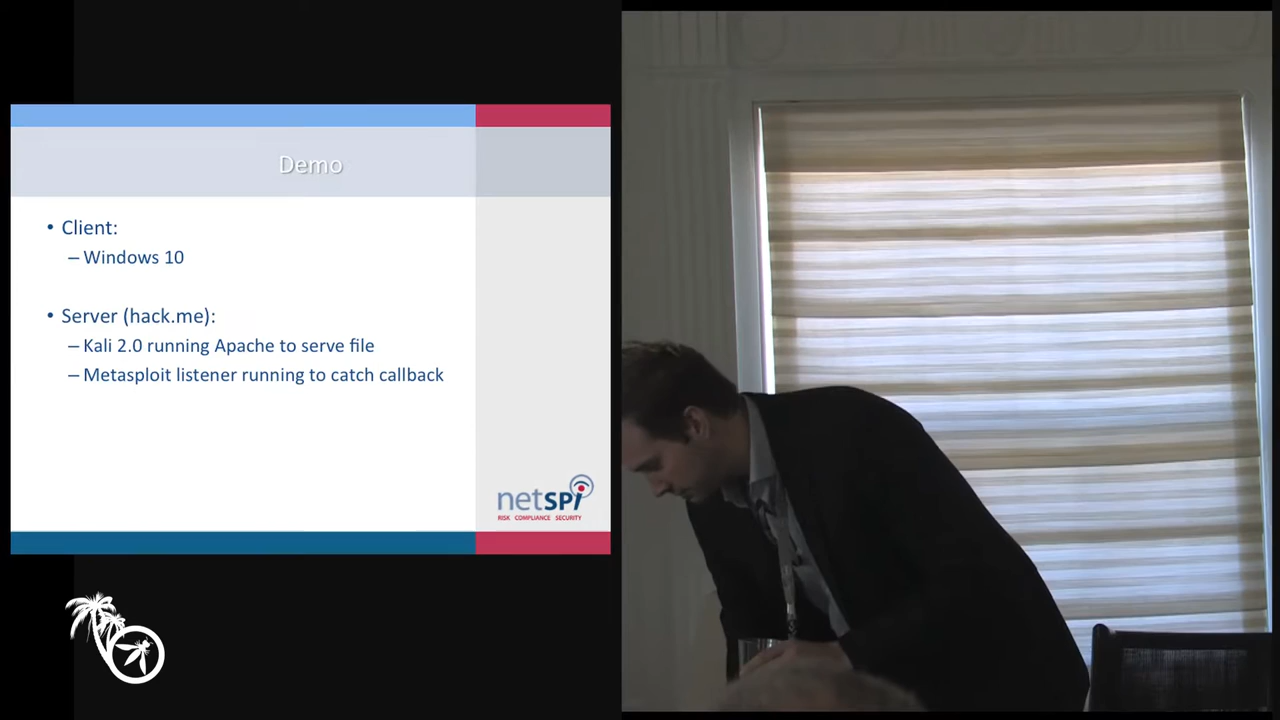 Demo
• Client:
– Windows 10
• Server (hack.me):
– Kali 2.0 running Apache to serve file
– Metasploit listener running to catch callback
netSPI
RISK COMPLIANCE SECURITY